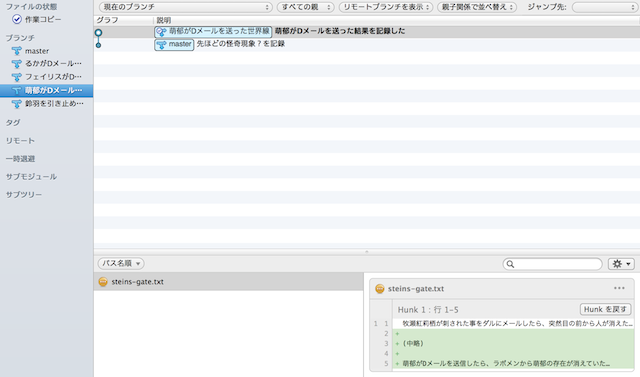 ファイルの状態
作業コピー
ブランチ
master
るかがDメール…
フェイリスがD…
萌郁がDメール…
鈴羽を引き止め…
タグ
リモート
一時退避
サブモジュール
サブツリー
現在のブランチ すべての親 リモートブランチを表示 親子関係で並べ替え ジャンプ先:
グラフ 説明
萌郁がDメールを送った世界線 萌郁がDメールを送った結果を記録した
master 先ほどの怪奇現象？を記録
パス名順
steins-gate.txt
steins-gate.txt
Hunk 1 : 行 1-5 Hunk を戻す
1 1 牧瀬紅莉栖が刺された事をダルにメールしたら、突然目の前から人が消えた…
2 +
3 + (中略)
4 +
5 + 萌郁がDメールを送信したら、ラボメンから萌郁の存在が消えていた…